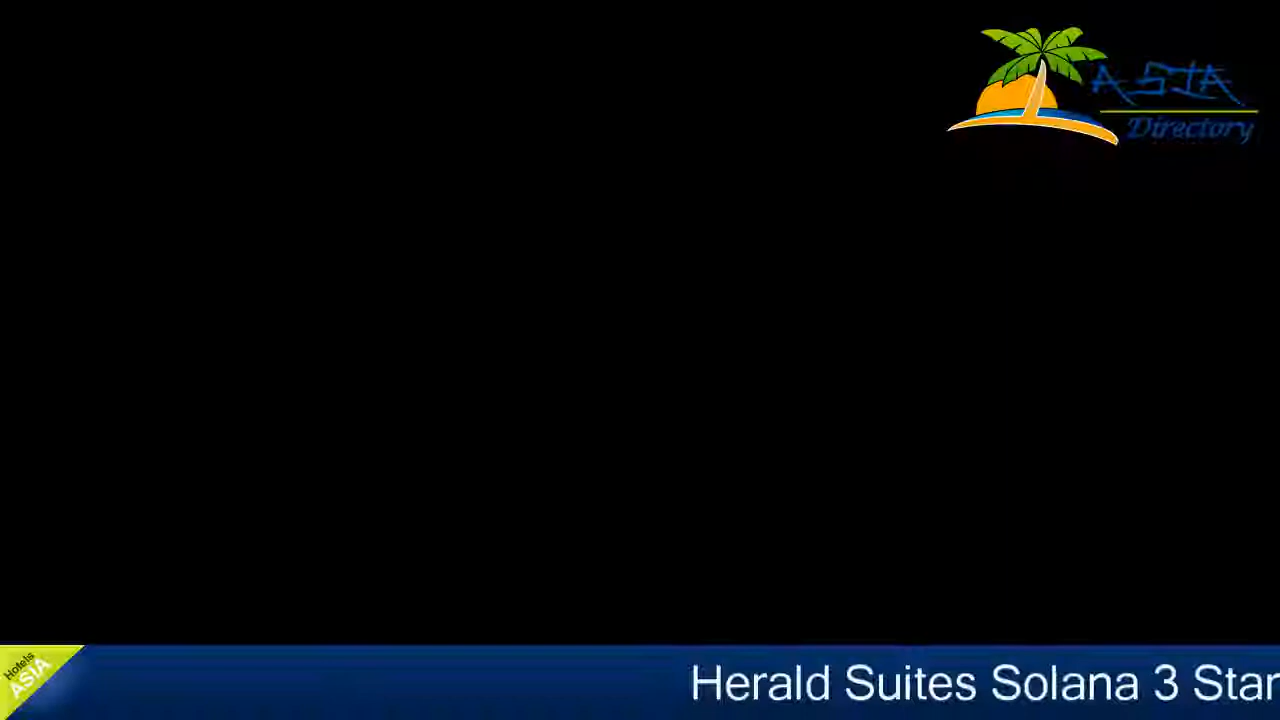 ASIA
Directory
Hotels
ASIA
Herald Suites Solana 3 Star